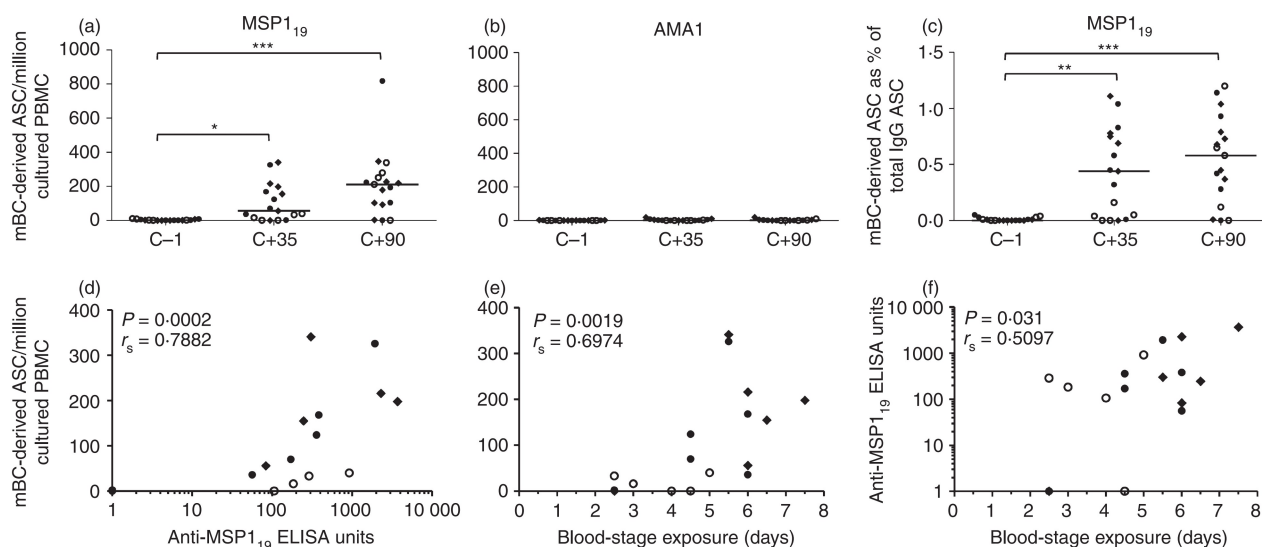 (a) MSP1₁₉
mBC-derived ASC/million
cultured PBMC
1000
800
600
400
200
0
***
*
C–1 C+35 C+90
(b) AMA1
1000
800
600
400
200
0
C–1 C+35 C+90
(c) MSP1₁₉
mBC-derived ASC as % of
total IgG ASC
1·5
1·0
0·5
0·0
***
**
C–1 C+35 C+90
(d)
mBC-derived ASC/million
cultured PBMC
400
300
200
100
0
P = 0·0002
rₛ = 0·7882
1 10 100 1000 10 000
Anti-MSP1₁₉ ELISA units
(e)
400
300
200
100
0
P = 0·0019
rₛ = 0·6974
0 1 2 3 4 5 6 7 8
Blood-stage exposure (days)
(f)
Anti-MSP1₁₉ ELISA units
10 000
1000
100
10
1
P = 0·031
rₛ = 0·5097
0 1 2 3 4 5 6 7 8
Blood-stage exposure (days)